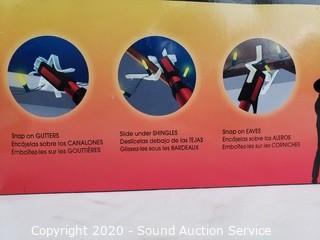 Snap on GUTTERS
Encájelas sobre los CANALONES
Emboîtez-les sur les GOUTTIÈRES
Slide under SHINGLES
Deslícelas debajo de las TEJAS
Glissez-les sous les BARDEAUX
Snap on EAVES
Encájelas sobre los ALEROS
Emboîtez-les sur les CORNICHES
Copyright 2020 - Sound Auction Service